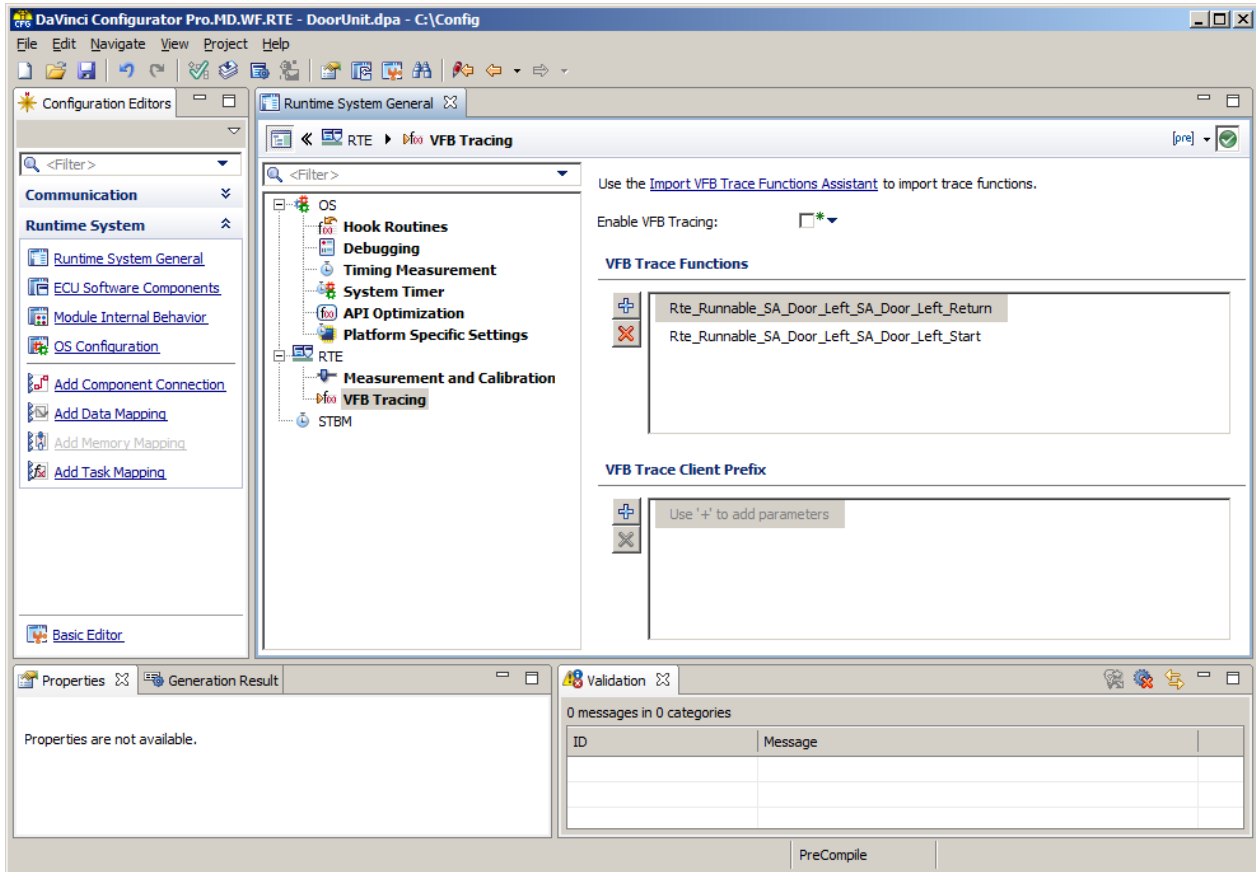 DaVinci Configurator Pro.MD.WF.RTE - DoorUnit.dpa - C:\Config
File Edit Navigate View Project Help
Configuration Editors
<Filter>
Communication
Runtime System
Runtime System General
ECU Software Components
Module Internal Behavior
OS Configuration
Add Component Connection
Add Data Mapping
Add Memory Mapping
Add Task Mapping
Basic Editor
Runtime System General
RTE VFB Tracing
[pre]
<Filter>
OS
Hook Routines
Debugging
Timing Measurement
System Timer
API Optimization
Platform Specific Settings
RTE
Measurement and Calibration
VFB Tracing
STBM
Use the Import VFB Trace Functions Assistant to import trace functions.
Enable VFB Tracing: *
VFB Trace Functions
Rte_Runnable_SA_Door_Left_SA_Door_Left_Return
Rte_Runnable_SA_Door_Left_SA_Door_Left_Start
VFB Trace Client Prefix
Use '+' to add parameters
Properties Generation Result
Properties are not available.
Validation
0 messages in 0 categories
ID Message
PreCompile